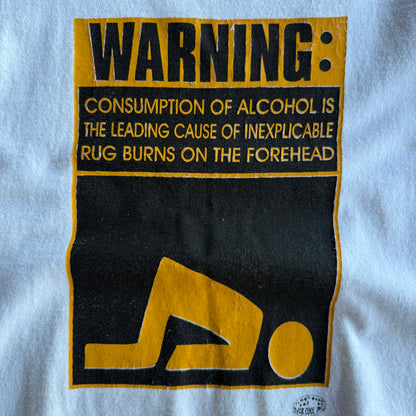 WARNING:
CONSUMPTION OF ALCOHOL IS
THE LEADING CAUSE OF INEXPLICABLE
RUG BURNS ON THE FOREHEAD